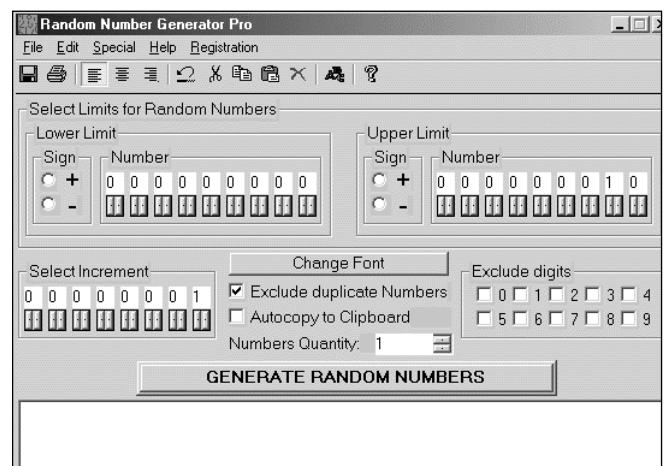 Random Number Generator Pro
File Edit Special Help Registration
Select Limits for Random Numbers
Lower Limit
Upper Limit
Sign Number
Sign Number
+ 0 0 0 0 0 0 0 0 0
-
+ 0 0 0 0 0 0 0 1 0
-
Select Increment
0 0 0 0 0 0 0 1
Change Font
Exclude duplicate Numbers
Autocopy to Clipboard
Numbers Quantity: 1
Exclude digits
0 1 2 3 4
5 6 7 8 9
GENERATE RANDOM NUMBERS